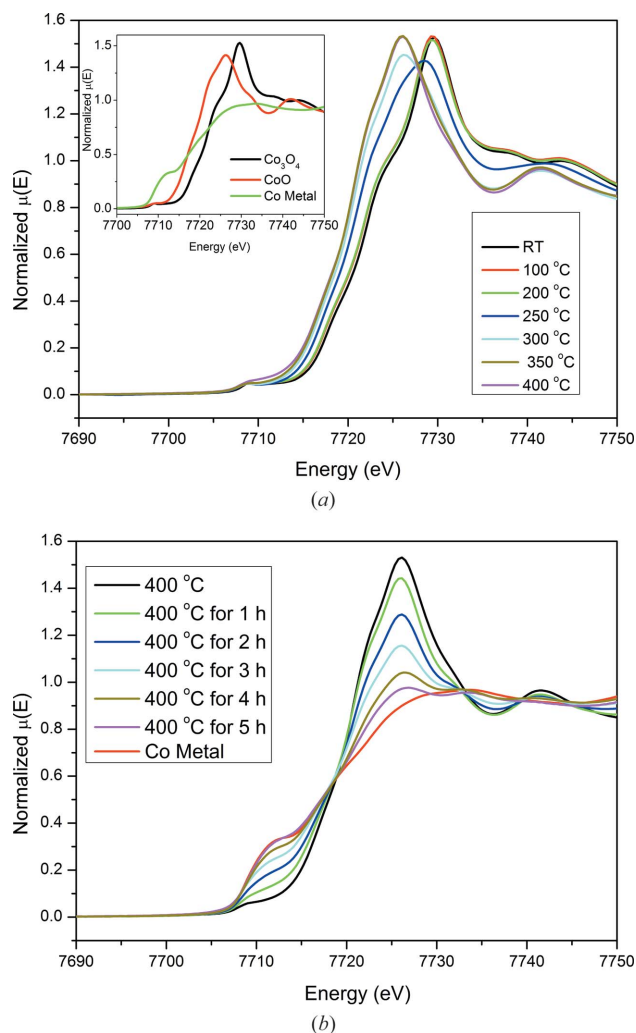 1.6
1.4
1.2
1.0
0.8
0.6
0.4
0.2
0.0
Normalized μ(E)
1.5
1.0
0.5
0.0
Normalized μ(E)
Co₃O₄
CoO
Co Metal
7700 7710 7720 7730 7740 7750
Energy (eV)
RT
100 °C
200 °C
250 °C
300 °C
350 °C
400 °C
7690 7700 7710 7720 7730 7740 7750
Energy (eV)
(a)
1.6
1.4
1.2
1.0
0.8
0.6
0.4
0.2
0.0
Normalized μ(E)
400 °C
400 °C for 1 h
400 °C for 2 h
400 °C for 3 h
400 °C for 4 h
400 °C for 5 h
Co Metal
7690 7700 7710 7720 7730 7740 7750
Energy (eV)
(b)